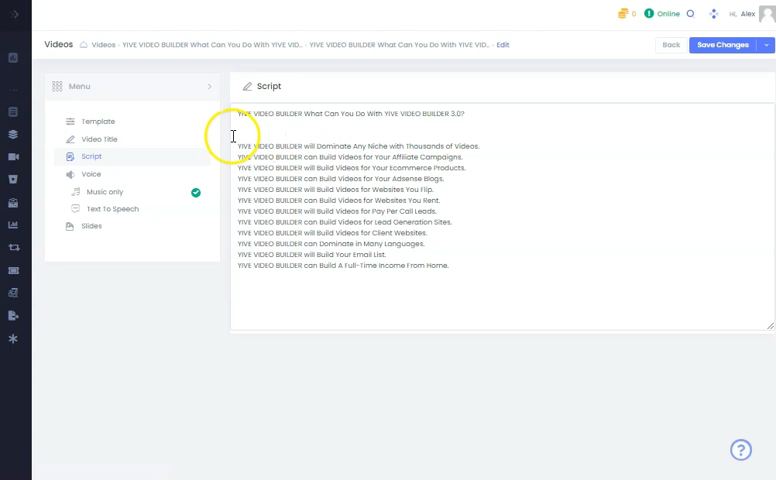 0 Online Hi, Alex
Videos Videos - YIVE VIDEO BUILDER What Can You Do With YIVE VID... - YIVE VIDEO BUILDER What Can You Do With YIVE VID... - Edit
Back Save Changes
Menu
Template
Video Title
Script
Voice
Music only
Text To Speech
Slides
Script
YIVE VIDEO BUILDER What Can You Do With YIVE VIDEO BUILDER 3.0?
YIVE VIDEO BUILDER will Dominate Any Niche with Thousands of Videos.
YIVE VIDEO BUILDER can Build Videos for Your Affiliate Campaigns.
YIVE VIDEO BUILDER will Build Videos for Your Ecommerce Products.
YIVE VIDEO BUILDER can Build Videos for Your Adsense Blogs.
YIVE VIDEO BUILDER will Build Videos for Websites You Flip.
YIVE VIDEO BUILDER can Build Videos for Websites You Rent.
YIVE VIDEO BUILDER will Build Videos for Pay Per Call Leads.
YIVE VIDEO BUILDER can Build Videos for Lead Generation Sites.
YIVE VIDEO BUILDER will Build Videos for Client Websites.
YIVE VIDEO BUILDER can Dominate in Many Languages.
YIVE VIDEO BUILDER will Build Your Email List.
YIVE VIDEO BUILDER can Build A Full-Time Income From Home.